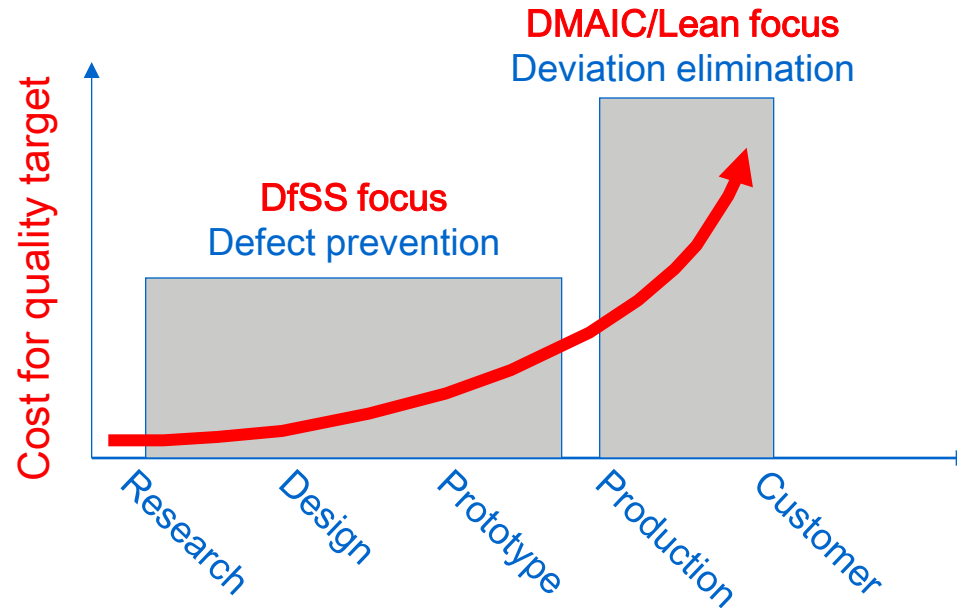 DMAIC/Lean focus
Deviation elimination
DfSS focus
Defect prevention
Cost for quality target
Research
Design
Prototype
Production
Customer